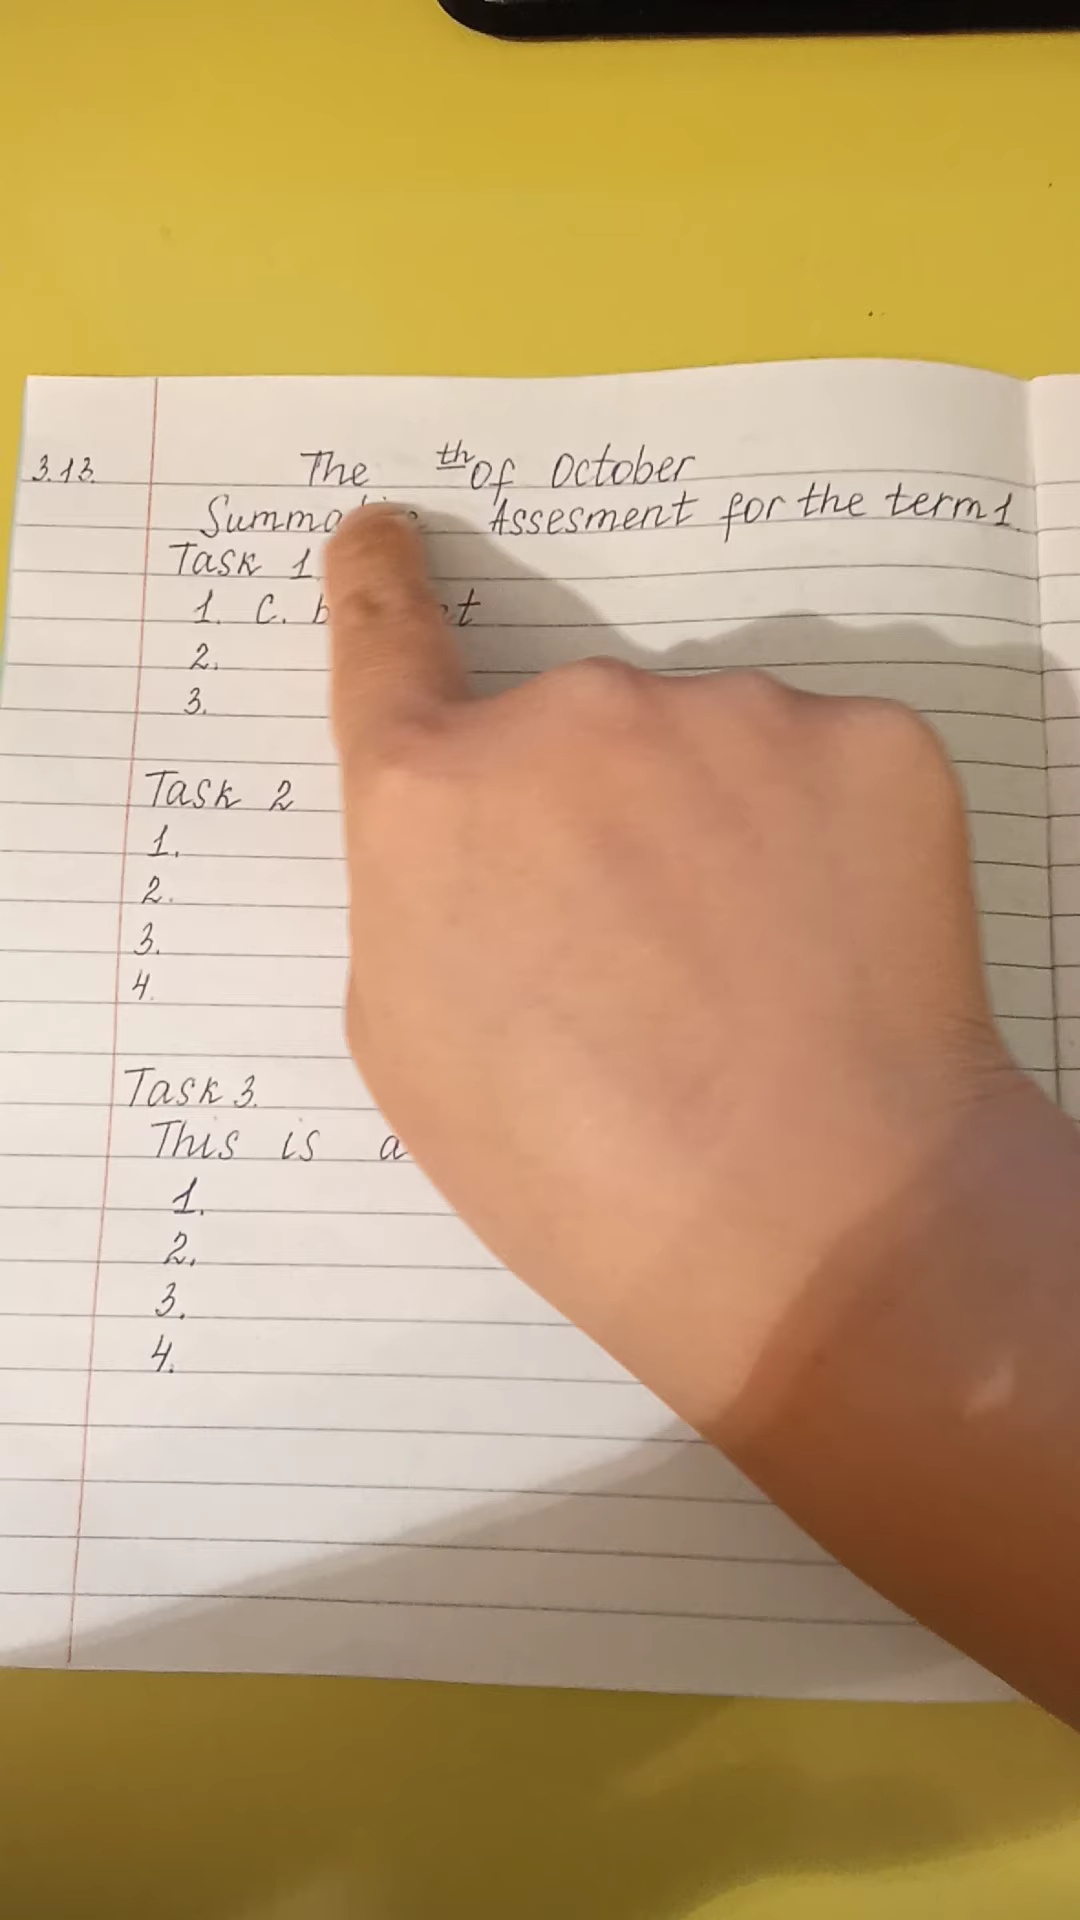 3.13. The th of October
Assesment for the term 1
Task 1
1. C.
2.
3.
Task 2
1.
2.
3.
4.
Task 3.
This is a
1.
2.
3.
4.